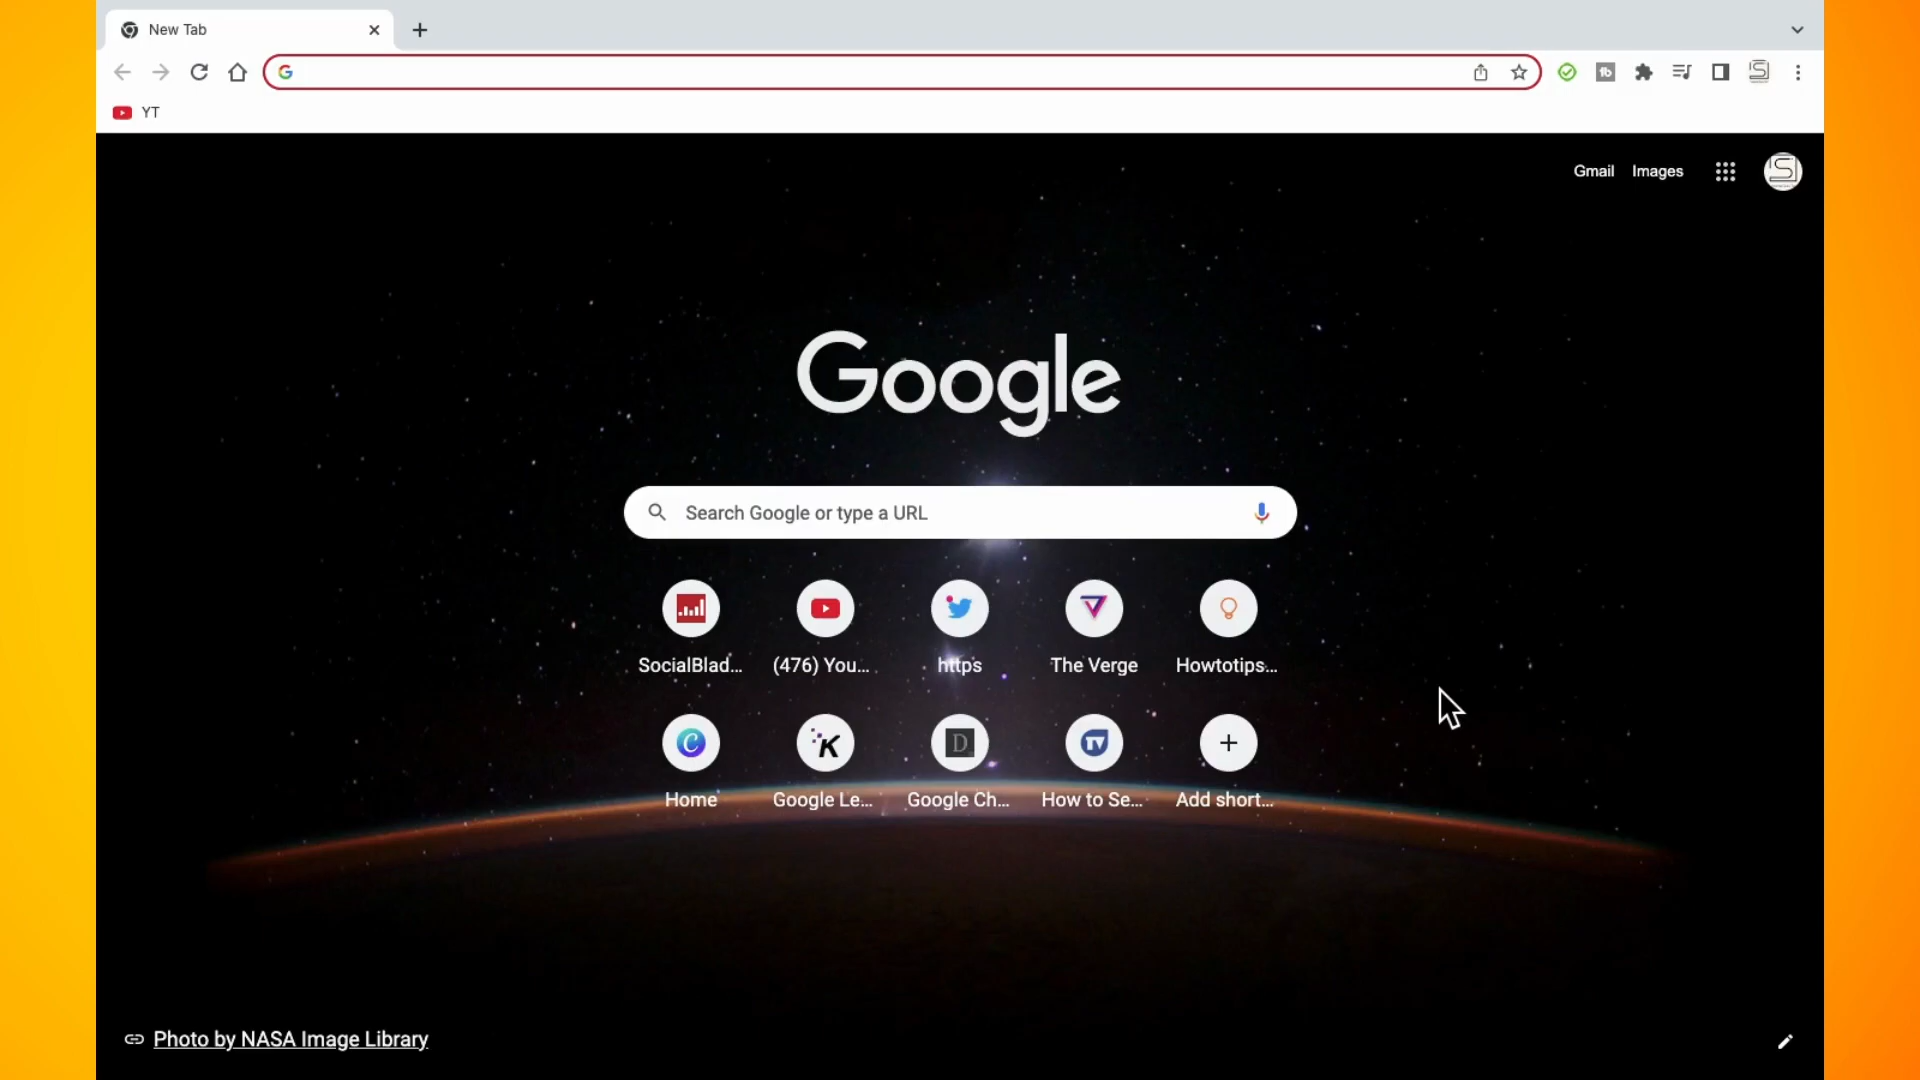 New Tab
YT
Gmail Images
Google
Search Google or type a URL
SocialBlad...
(476) You...
https
The Verge
Howtotips...
Home
Google Le...
Google Ch...
How to Se...
Add short...
Photo by NASA Image Library